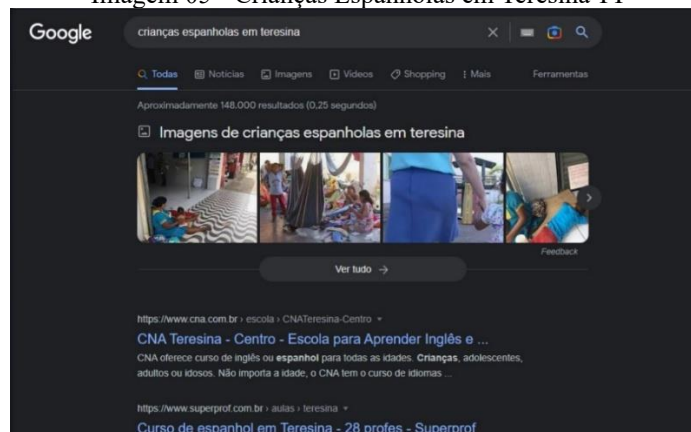 Imagem 05 - Crianças Espanholas em Teresina
Google
crianças espanholas em teresina
Todas Notícias Imagens Vídeos Shopping Mais Ferramentas
Aproximadamente 148.000 resultados (0,25 segundos)
Imagens de crianças espanholas em teresina
Feedback
Ver tudo →
https://www.cna.com.br › escola › CNATeresina-Centro
CNA Teresina - Centro - Escola para Aprender Inglês e ...
CNA oferece curso de inglês ou espanhol para todas as idades. Crianças, adolescentes,
adultos ou idosos. Não importa a idade, o CNA tem o curso de idiomas ...
https://www.superprof.com.br › aulas › teresina
Curso de espanhol em Teresina - 28 profes - Superprof